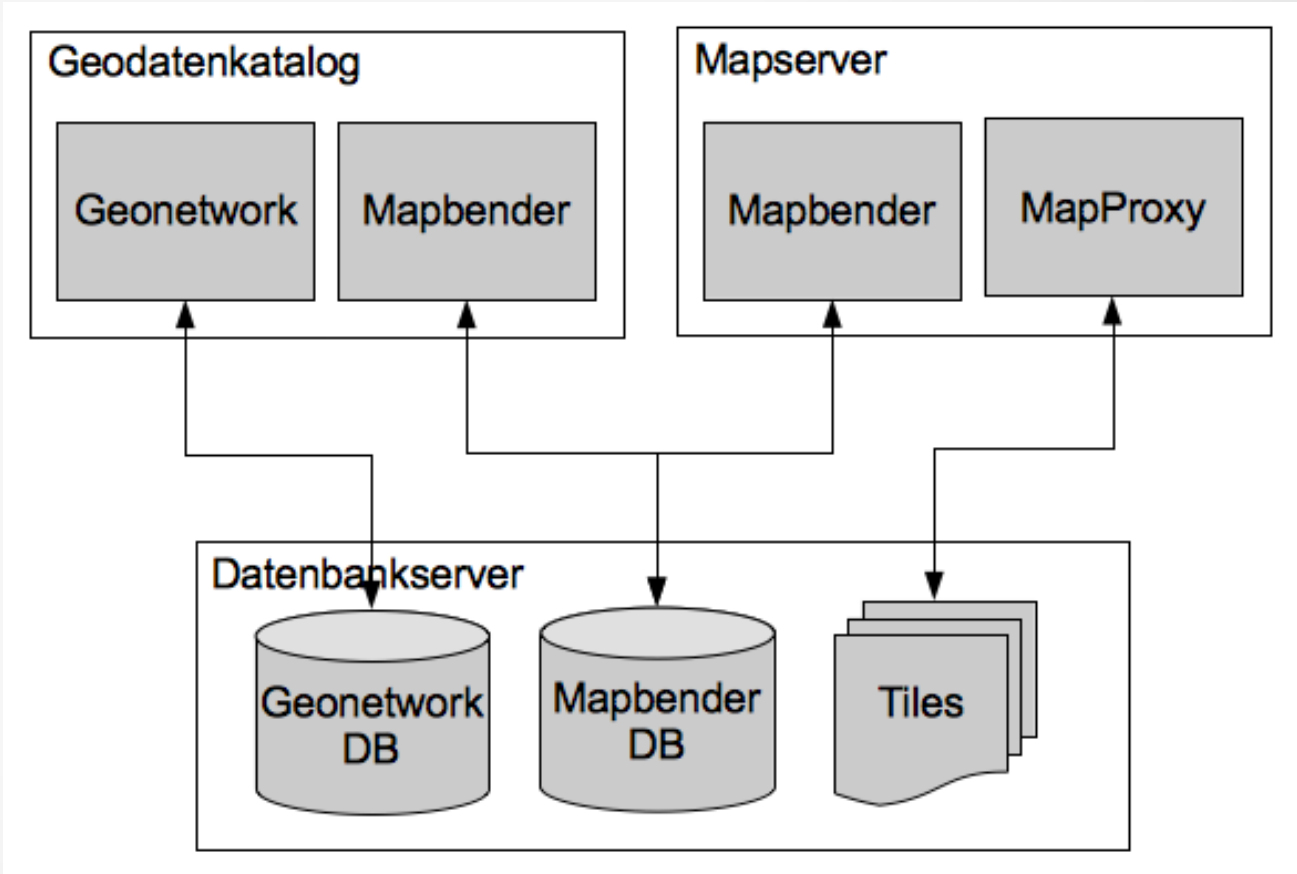 Geodatenkatalog
Geonetwork
Mapbender
Mapserver
Mapbender
MapProxy
Datenbankserver
Geonetwork
DB
Mapbender
DB
Tiles